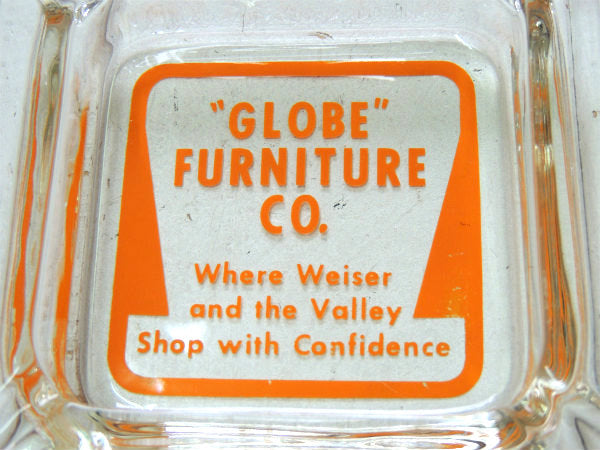 "GLOBE"
FURNITURE
CO.
Where Weiser
and the Valley
Shop with Confidence